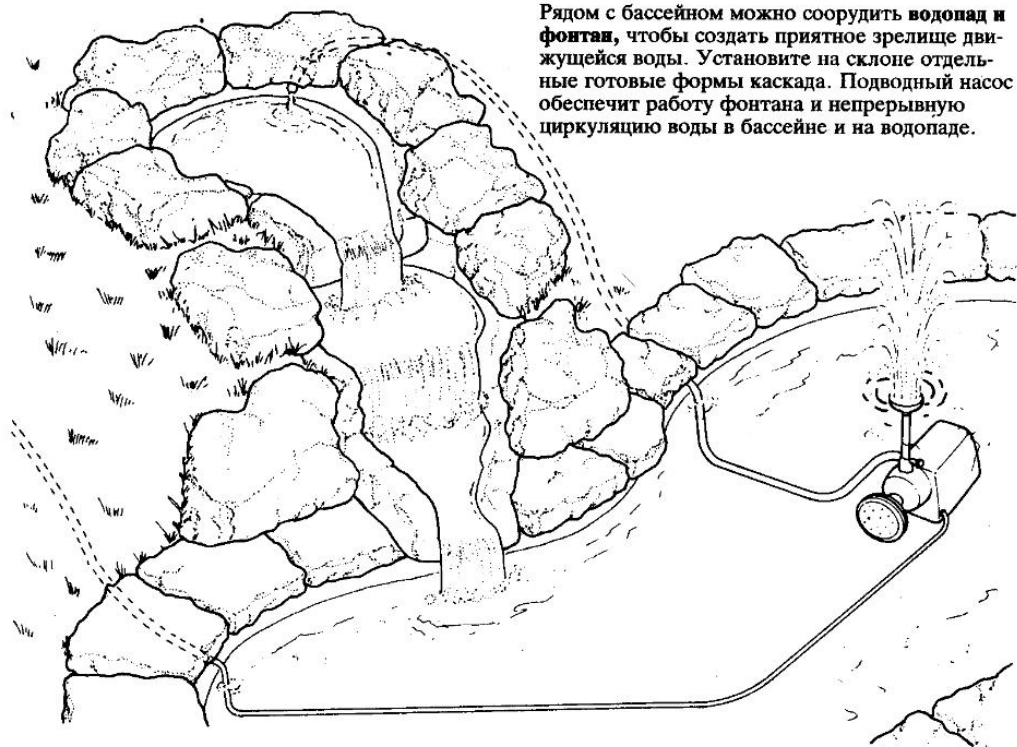 Рядом с бассейном можно соорудить водопад и
фонтан, чтобы создать приятное зрелище дви-
жущейся воды. Установите на склоне отдель-
ные готовые формы каскада. Подводный насос
обеспечит работу фонтана и непрерывную
циркуляцию воды в бассейне и на водопаде.